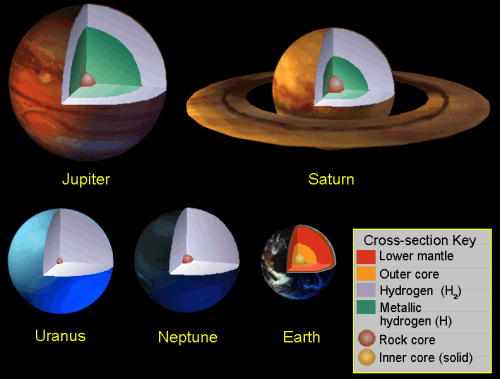 Jupiter
Saturn
Uranus
Neptune
Earth
Cross-section Key
Lower mantle
Outer core
Hydrogen (H₂)
Metallic
hydrogen (H)
Rock core
Inner core (solid)